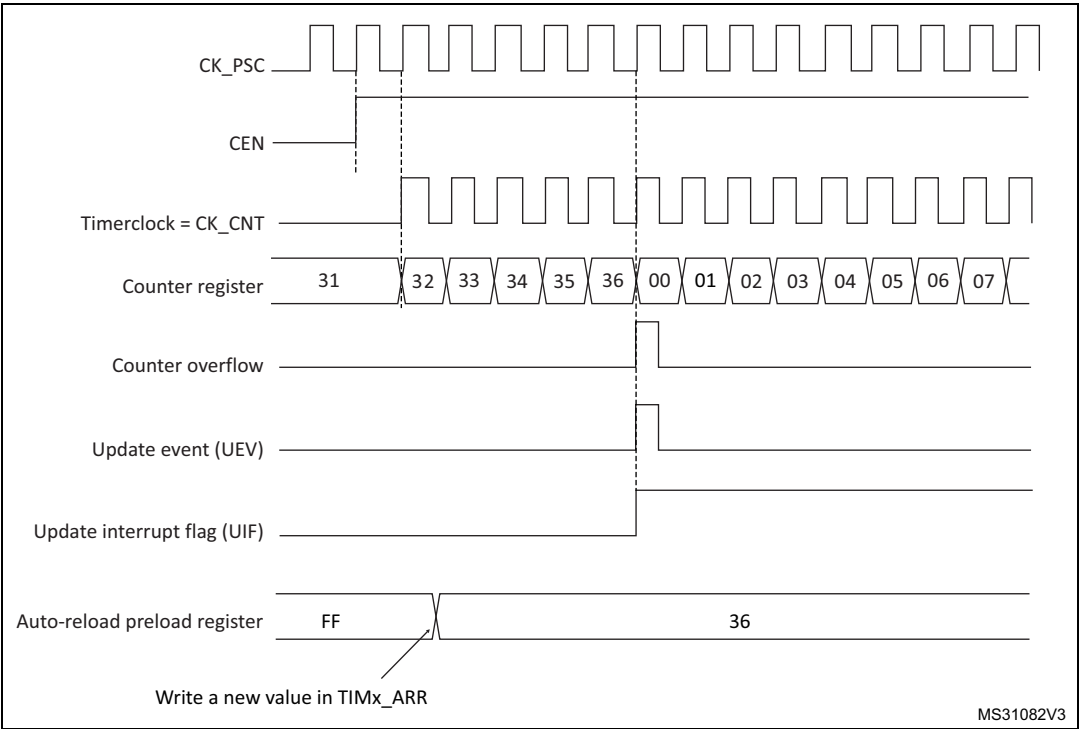 CK_PSC
CEN
Timerclock = CK_CNT
Counter register 31 32 33 34 35 36 00 01 02 03 04 05 06 07
Counter overflow
Update event (UEV)
Update interrupt flag (UIF)
Auto-reload preload register FF 36
Write a new value in TIMx_ARR
MS31082V3